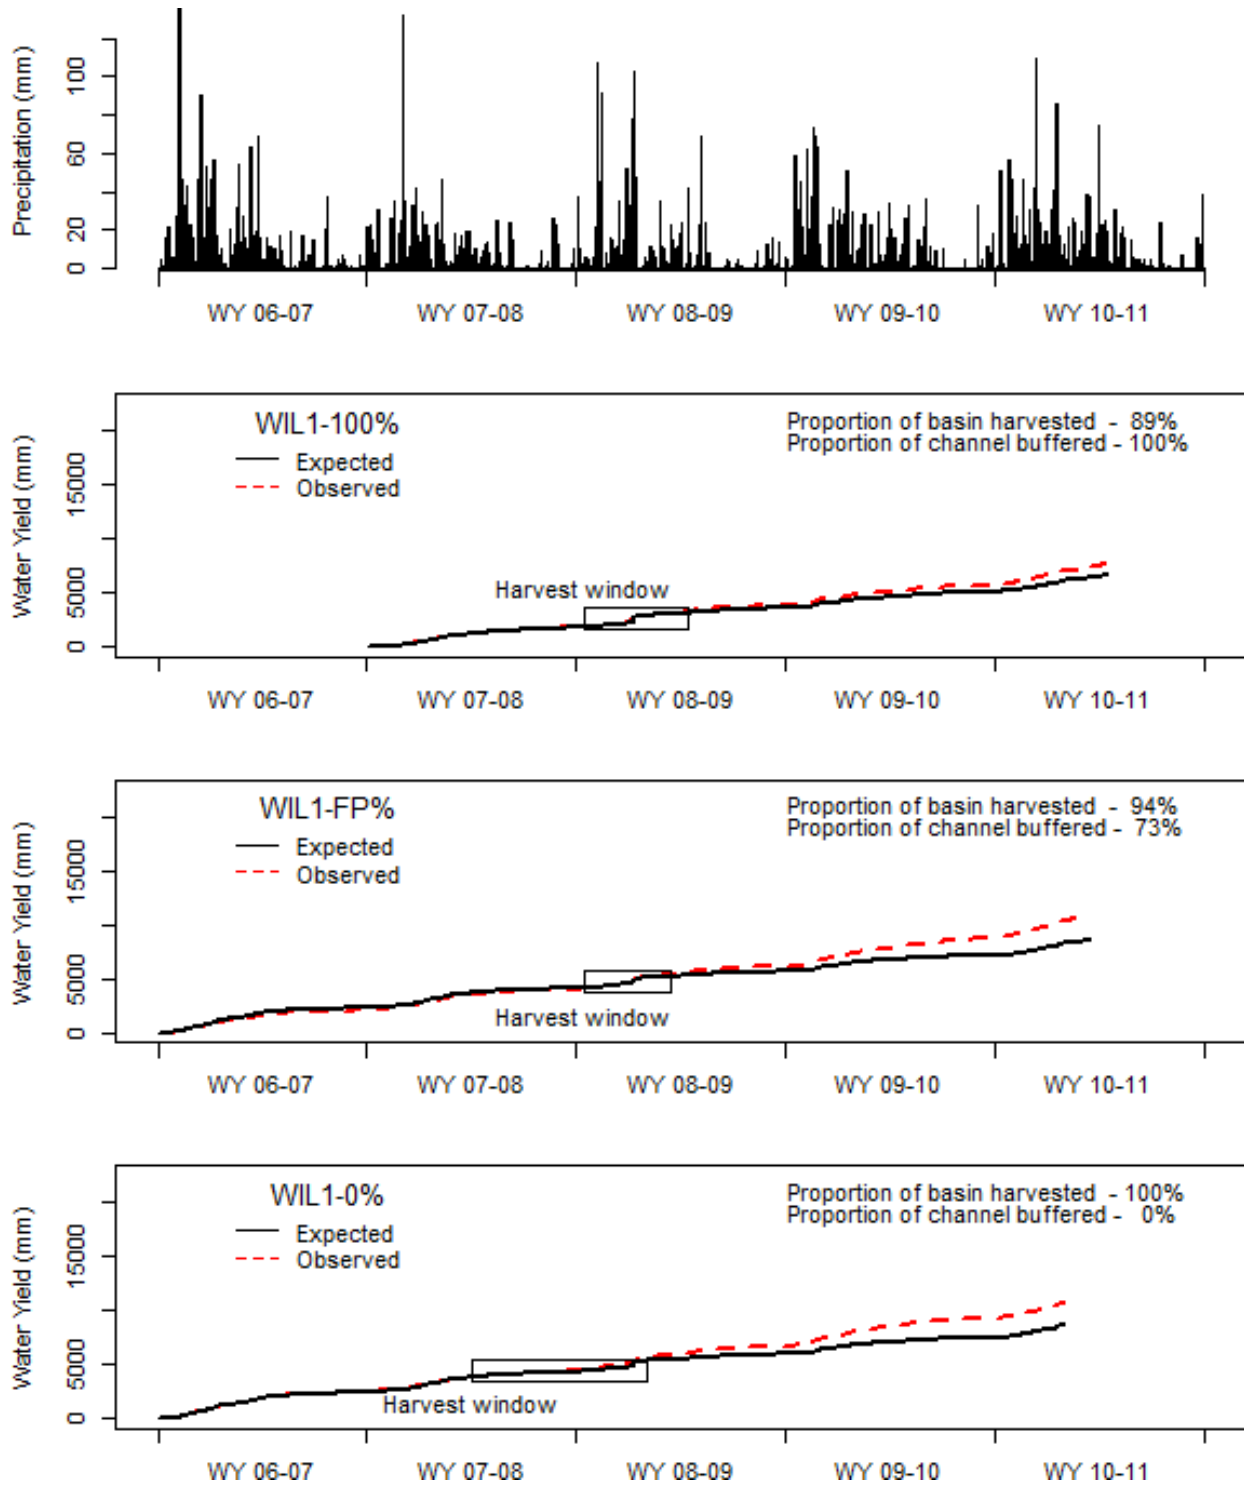 Precipitation (mm)
100
60
20
0
WY 06-07 WY 07-08 WY 08-09 WY 09-10 WY 10-11
WIL1-100%
Expected
Observed
Proportion of basin harvested - 89%
Proportion of channel buffered - 100%
Water Yield (mm)
15000
5000
0
Harvest window
WY 06-07 WY 07-08 WY 08-09 WY 09-10 WY 10-11
WIL1-FP%
Expected
Observed
Proportion of basin harvested - 94%
Proportion of channel buffered - 73%
Water Yield (mm)
15000
5000
0
Harvest window
WY 06-07 WY 07-08 WY 08-09 WY 09-10 WY 10-11
WIL1-0%
Expected
Observed
Proportion of basin harvested - 100%
Proportion of channel buffered - 0%
Water Yield (mm)
15000
5000
0
Harvest window
WY 06-07 WY 07-08 WY 08-09 WY 09-10 WY 10-11